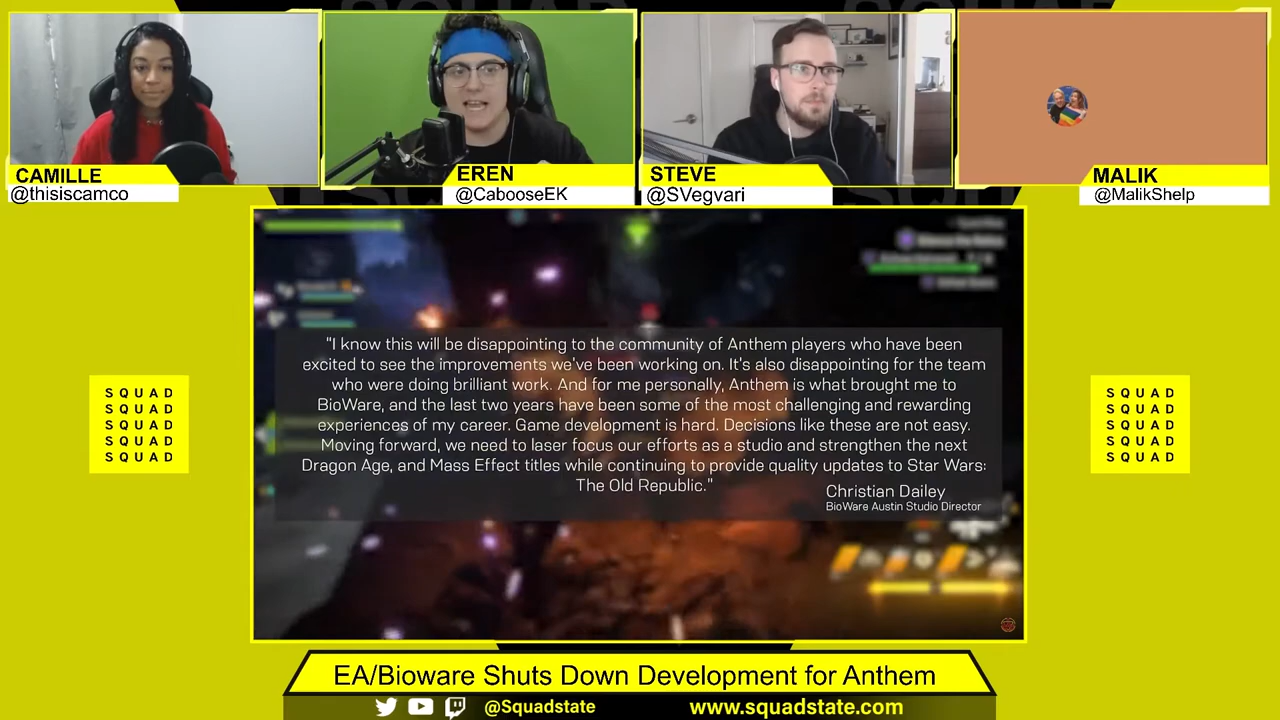 CAMILLE
@thisiscamco
EREN
@CabooseEK
STEVE
@SVegvari
MALIK
@MalikShelp
"I know this will be disappointing to the community of Anthem players who have been
excited to see the improvements we've been working on. It's also disappointing for the team
who were doing brilliant work. And for me personally, Anthem is what brought me to
BioWare, and the last two years have been some of the most challenging and rewarding
experiences of my career. Game development is hard. Decisions like these are not easy.
Moving forward, we need to laser focus our efforts as a studio and strengthen the next
Dragon Age, and Mass Effect titles while continuing to provide quality updates to Star Wars:
The Old Republic."
Christian Dailey
BioWare Austin Studio Director
SQUAD
SQUAD
SQUAD
SQUAD
SQUAD
SQUAD
SQUAD
SQUAD
SQUAD
SQUAD
EA/Bioware Shuts Down Development for Anthem
@Squadstate
www.squadstate.com